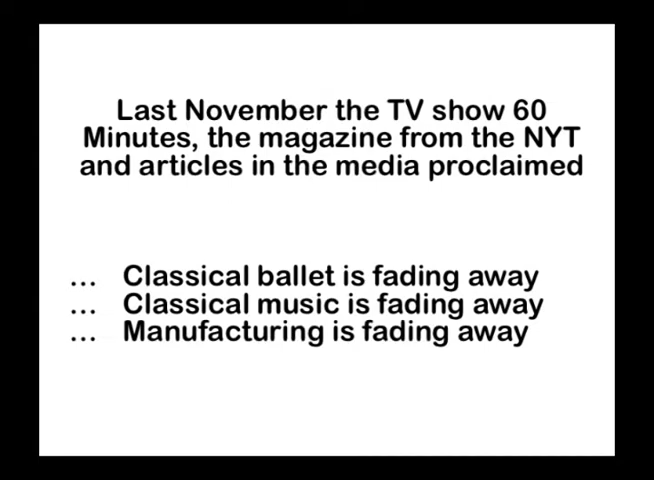 Last November the TV show 60
Minutes, the magazine from the NYT
and articles in the media proclaimed
... Classical ballet is fading away
... Classical music is fading away
... Manufacturing is fading away